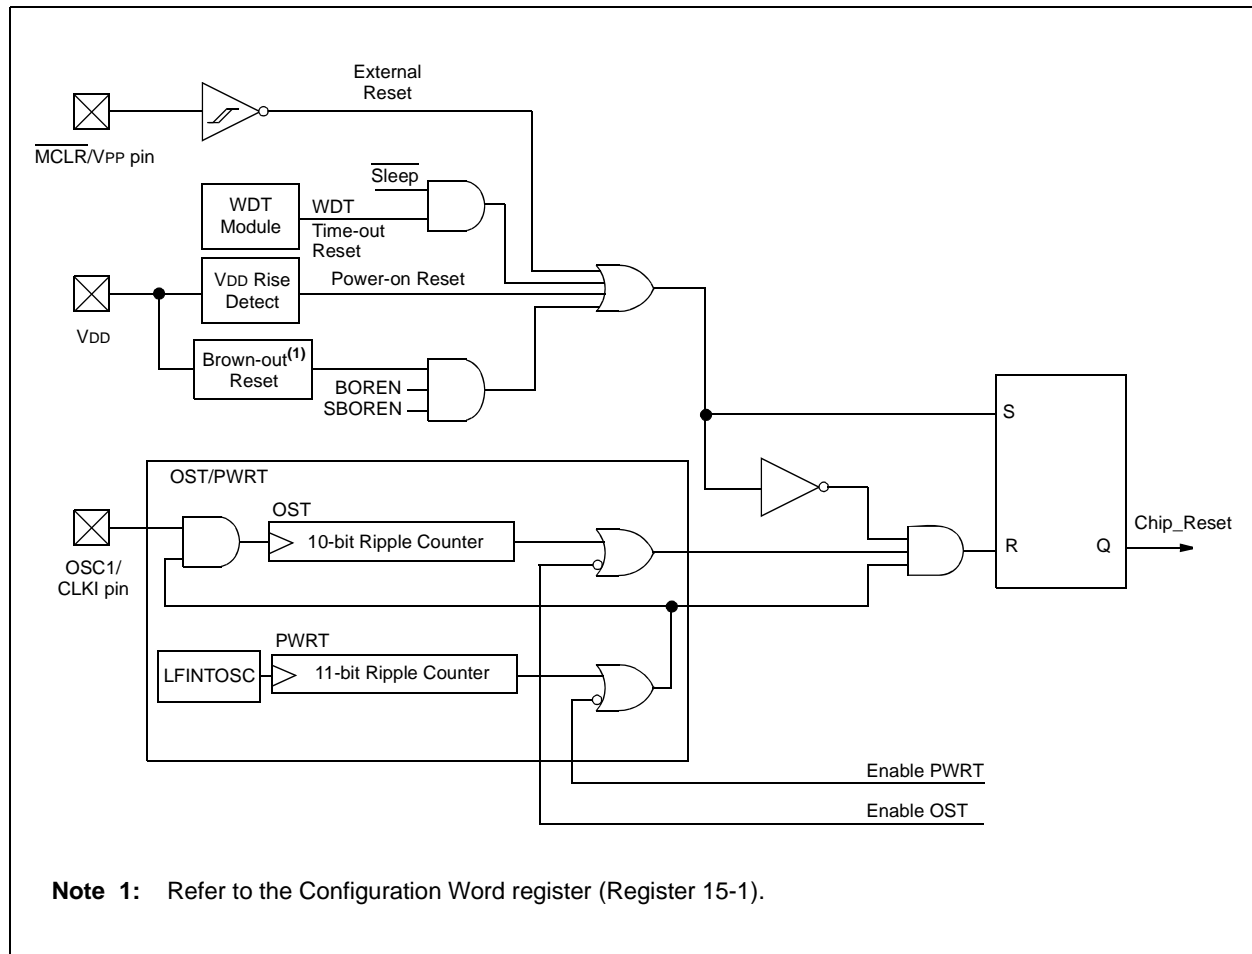 External
Reset
MCLR/VPP pin
Sleep
WDT
Module
WDT
Time-out
Reset
VDD Rise
Detect
Power-on Reset
VDD
Brown-out(1)
Reset
BOREN
SBOREN
S
OST/PWRT
OST
10-bit Ripple Counter
OSC1/
CLKI pin
Chip_Reset
R
Q
PWRT
LFINTOSC
11-bit Ripple Counter
Enable PWRT
Enable OST
Note 1: Refer to the Configuration Word register (Register 15-1).